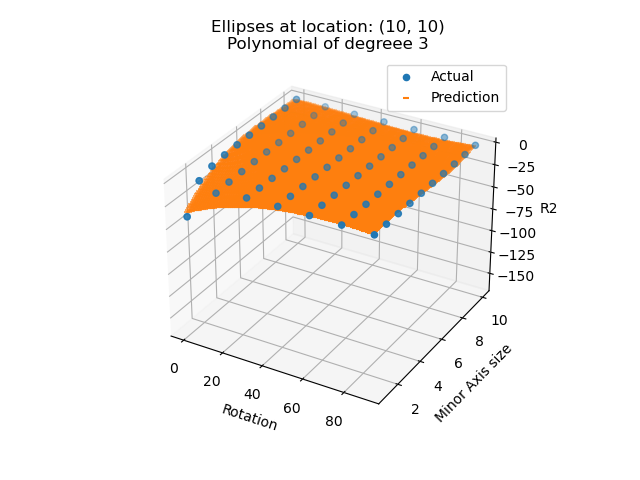 Ellipses at location: (10, 10)
Polynomial of degreee 3
Actual
Prediction
0
−25
−50
−75
−100
−125
−150
R2
10
8
6
4
2
Minor Axis size
0
20
40
60
80
Rotation